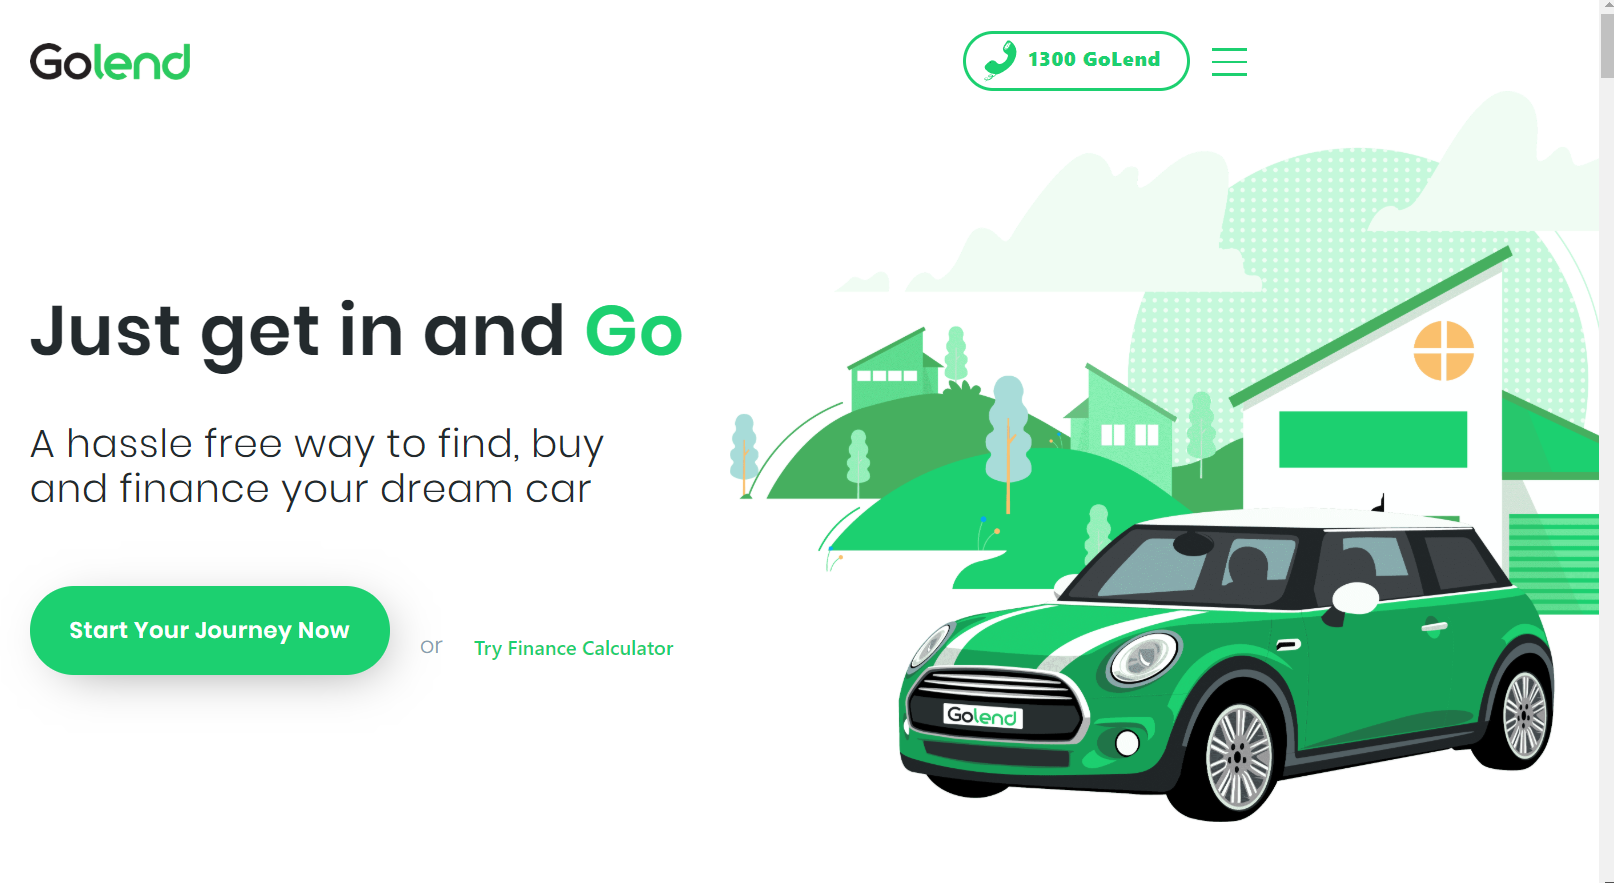 Golend
1300 GoLend
Just get in and Go
A hassle free way to find, buy
and finance your dream car
Start Your Journey Now
or
Try Finance Calculator
Golend